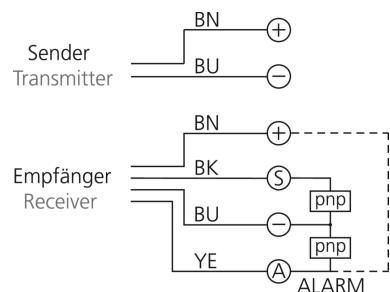 BN +
Sender
Transmitter
BU −
BN +
BK S
Empfänger
Receiver
pnp
BU −
pnp
YE A
ALARM